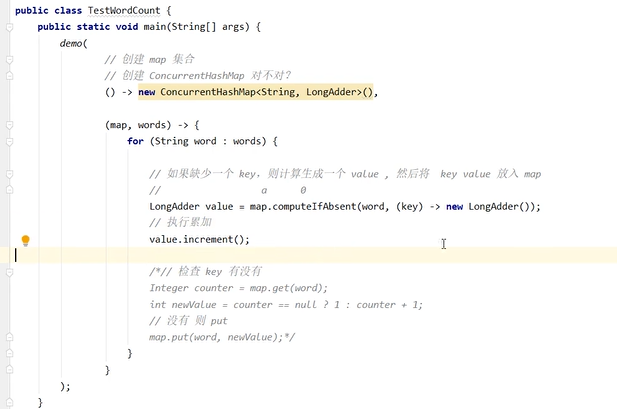 public class TestWordCount {
public static void main(String[] args) {
demo(
// 创建 map 集合
// 创建 ConcurrentHashMap 对不对？
() -> new ConcurrentHashMap<String, LongAdder>(),
(map, words) -> {
for (String word : words) {
// 如果缺少一个 key，则计算生成一个 value , 然后将  key value 放入 map
//                  a      0
LongAdder value = map.computeIfAbsent(word, (key) -> new LongAdder());
// 执行累加
value.increment();
/*// 检查 key 有没有
Integer counter = map.get(word);
int newValue = counter == null ? 1 : counter + 1;
// 没有 则 put
map.put(word, newValue);*/
}
}
);
}